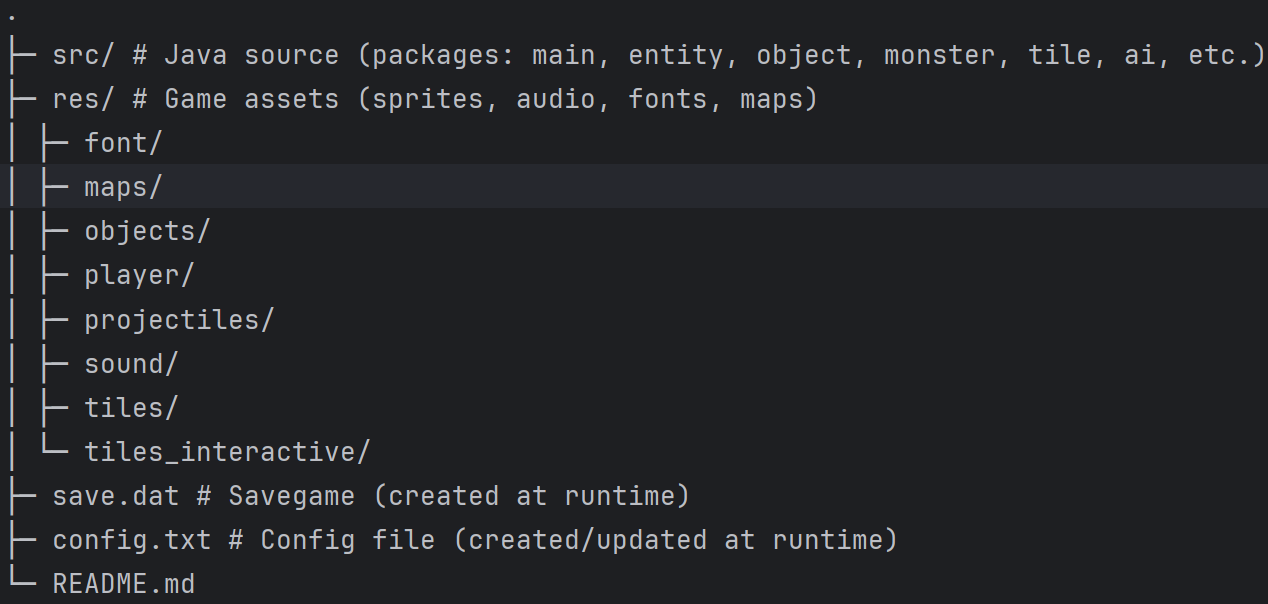 .
├─ src/ # Java source (packages: main, entity, object, monster, tile, ai, etc.)
├─ res/ # Game assets (sprites, audio, fonts, maps)
│ ├─ font/
│ ├─ maps/
│ ├─ objects/
│ ├─ player/
│ ├─ projectiles/
│ ├─ sound/
│ ├─ tiles/
│ └─ tiles_interactive/
├─ save.dat # Savegame (created at runtime)
├─ config.txt # Config file (created/updated at runtime)
└─ README.md